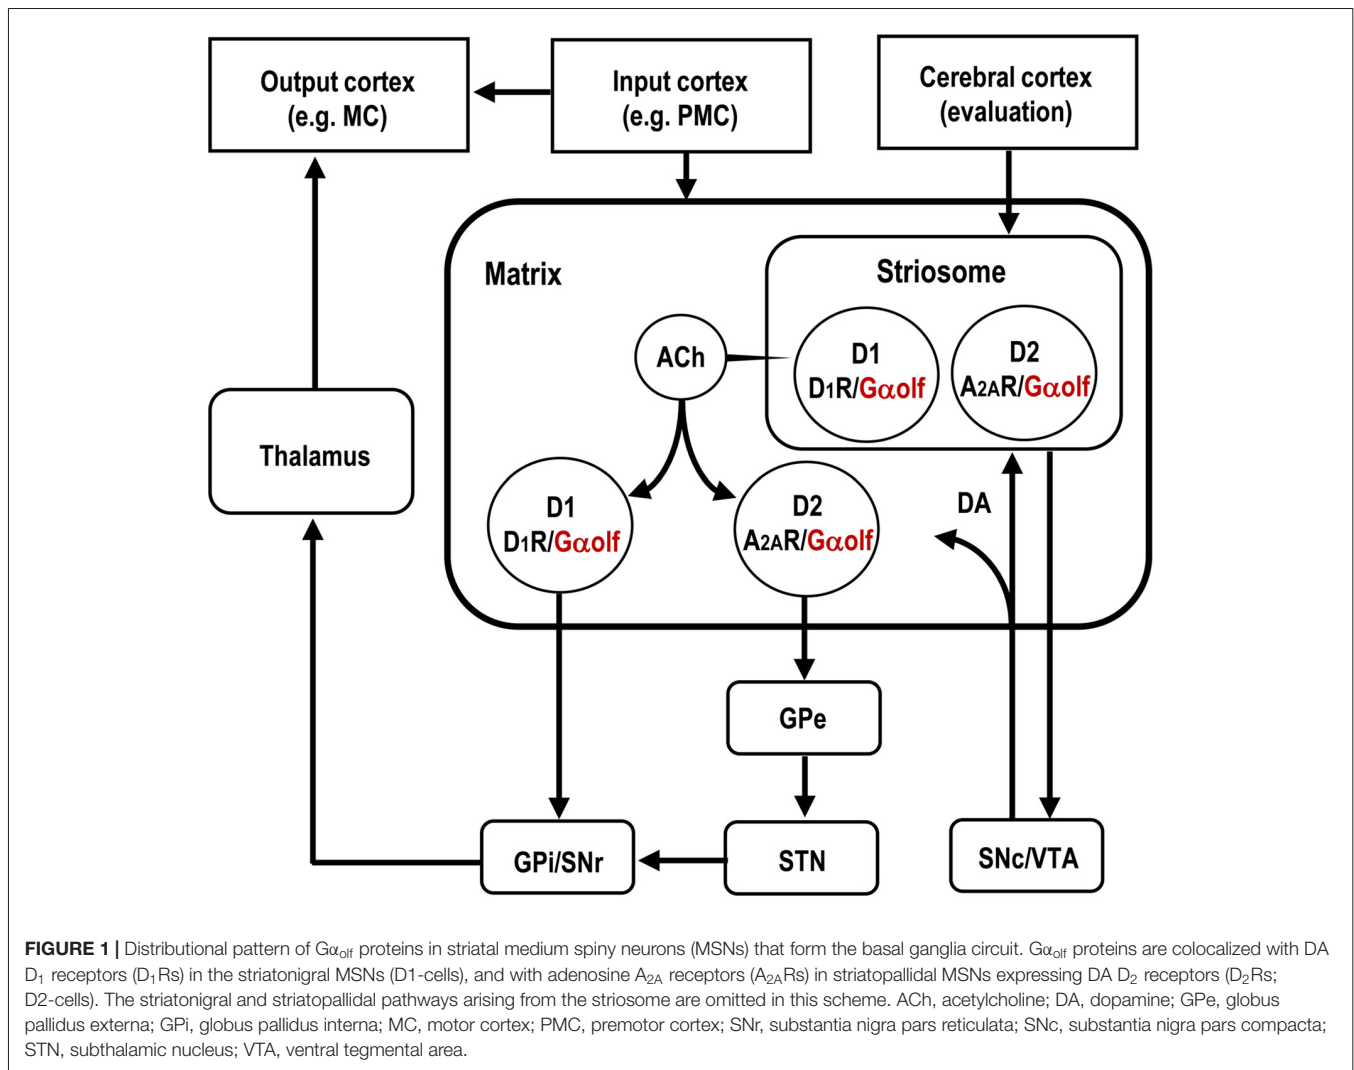 Output cortex
(e.g. MC)
Input cortex
(e.g. PMC)
Cerebral cortex
(evaluation)
Matrix
Striosome
ACh
D1
D1R/Gαolf
D2
A2AR/Gαolf
Thalamus
D1
D1R/Gαolf
D2
A2AR/Gαolf
DA
GPe
GPi/SNr
STN
SNc/VTA
FIGURE 1 | Distributional pattern of Gαolf proteins in striatal medium spiny neurons (MSNs) that form the basal ganglia circuit. Gαolf proteins are colocalized with DA
D1 receptors (D1Rs) in the striatonigral MSNs (D1-cells), and with adenosine A2A receptors (A2ARs) in striatopallidal MSNs expressing DA D2 receptors (D2Rs;
D2-cells). The striatonigral and striatopallidal pathways arising from the striosome are omitted in this scheme. ACh, acetylcholine; DA, dopamine; GPe, globus
pallidus externa; GPi, globus pallidus interna; MC, motor cortex; PMC, premotor cortex; SNr, substantia nigra pars reticulata; SNc, substantia nigra pars compacta;
STN, subthalamic nucleus; VTA, ventral tegmental area.